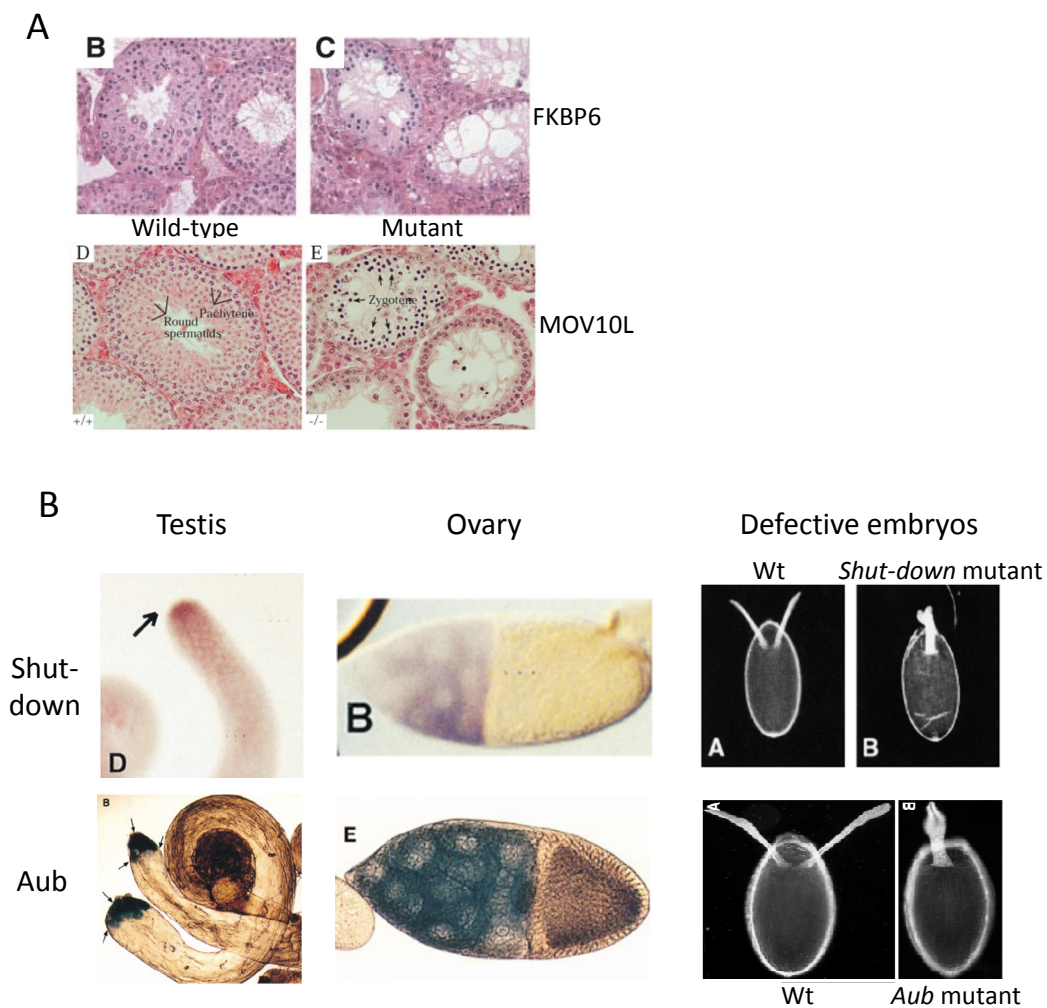 A
B
C
FKBP6
Wild-type
Mutant
D
E
Pachytene
Round
spermatids
Zygotene
MOV10L
+/+
-/-
B
Testis
Ovary
Defective embryos
Wt
Shut-down mutant
Shut-
down
D
B
A
B
Aub
B
E
A
B
Wt
Aub mutant